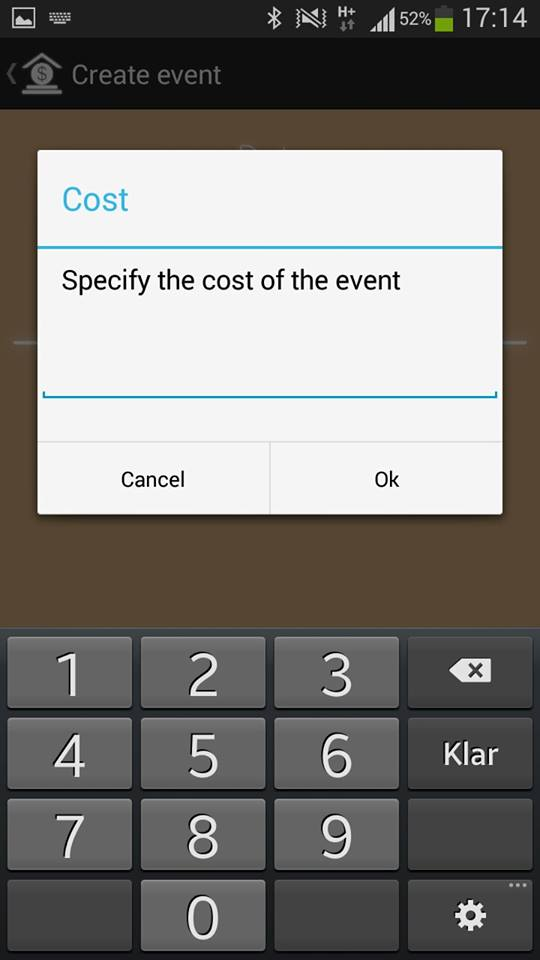 H+
52%
17:14
Create event
Cost
Specify the cost of the event
Cancel
Ok
1 2 3
4 5 6 Klar
7 8 9
0